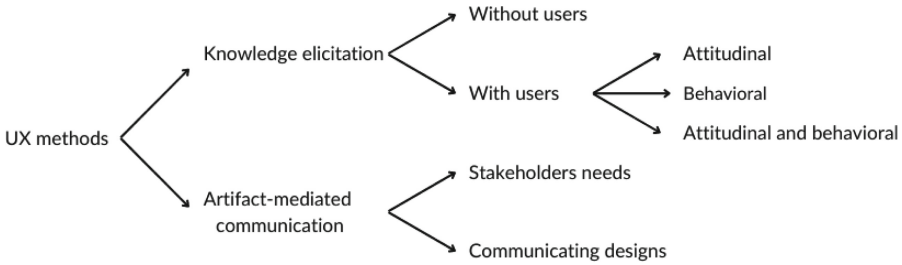 Without users
Knowledge elicitation
Attitudinal
With users
Behavioral
Attitudinal and behavioral
UX methods
Stakeholders needs
Artifact-mediated
communication
Communicating designs